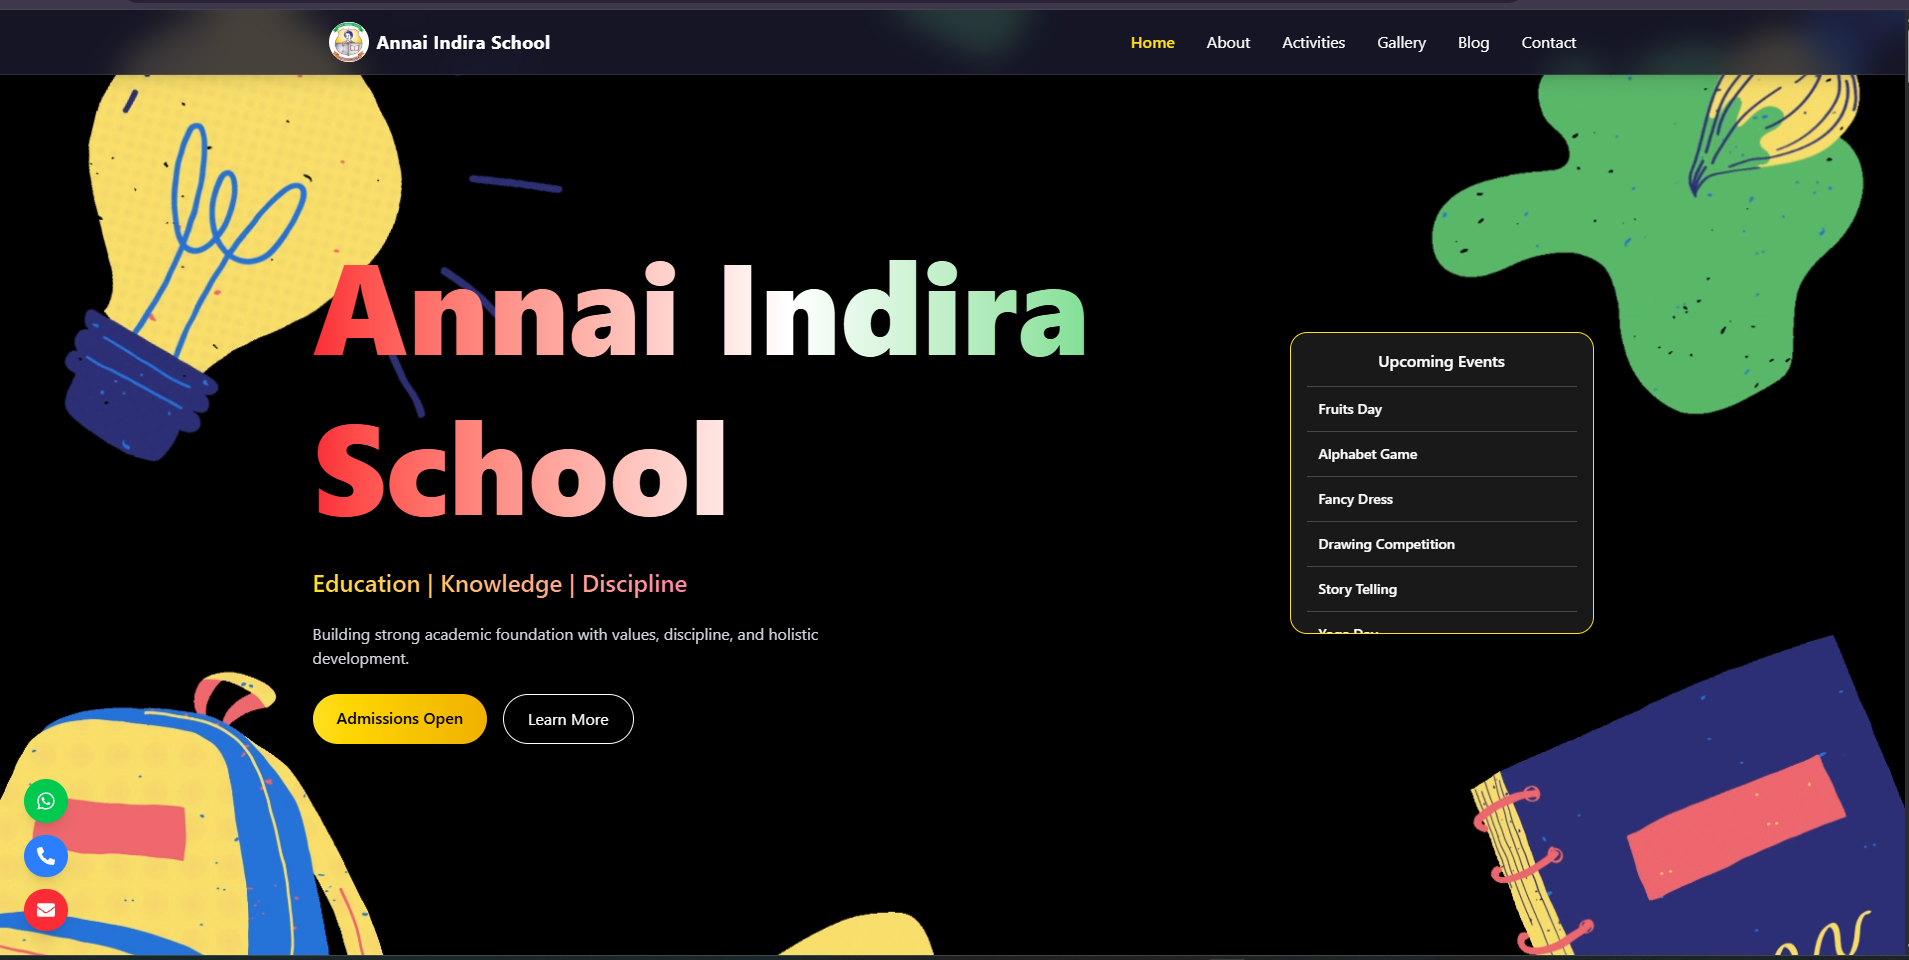 Annai Indira School
Home About Activities Gallery Blog Contact
Annai Indira
School
Education | Knowledge | Discipline
Building strong academic foundation with values, discipline, and holistic
development.
Admissions Open Learn More
Upcoming Events
Fruits Day
Alphabet Game
Fancy Dress
Drawing Competition
Story Telling
Yoga Day